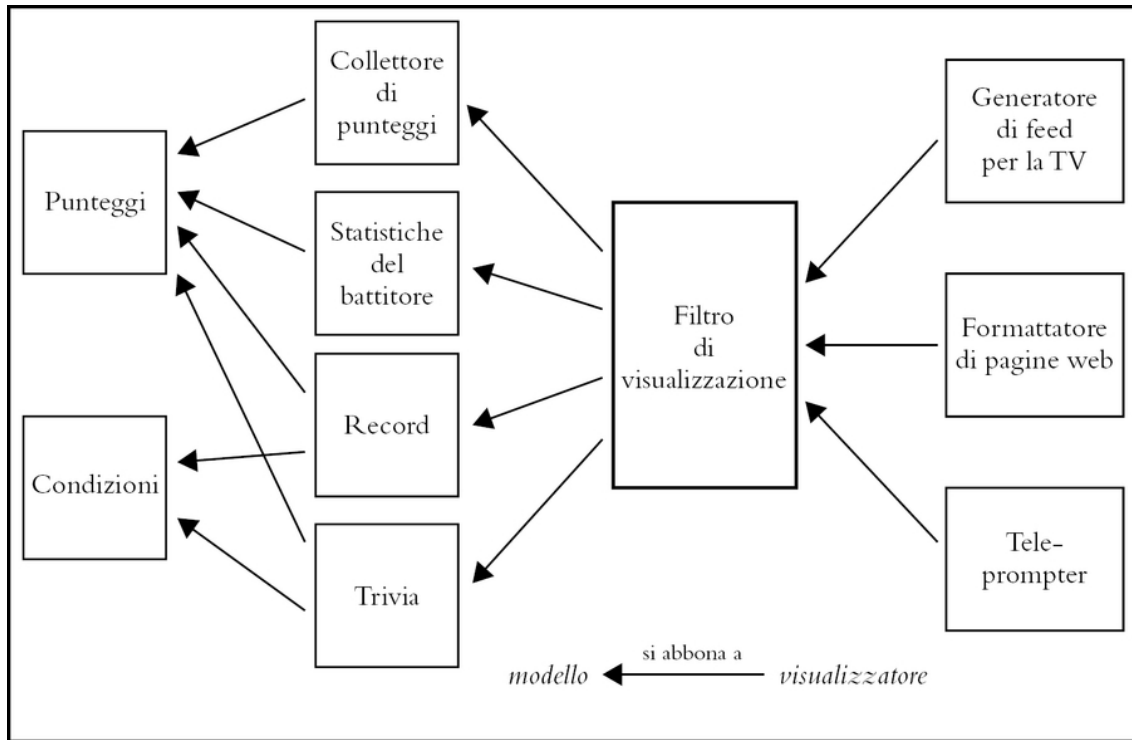 Punteggi
Condizioni
Collettore
di
punteggi
Statistiche
del
battitore
Record
Trivia
Filtro
di
visualizzazione
Generatore
di feed
per la TV
Formattatore
di pagine web
Tele-
prompter
si abbona a
modello
visualizzatore